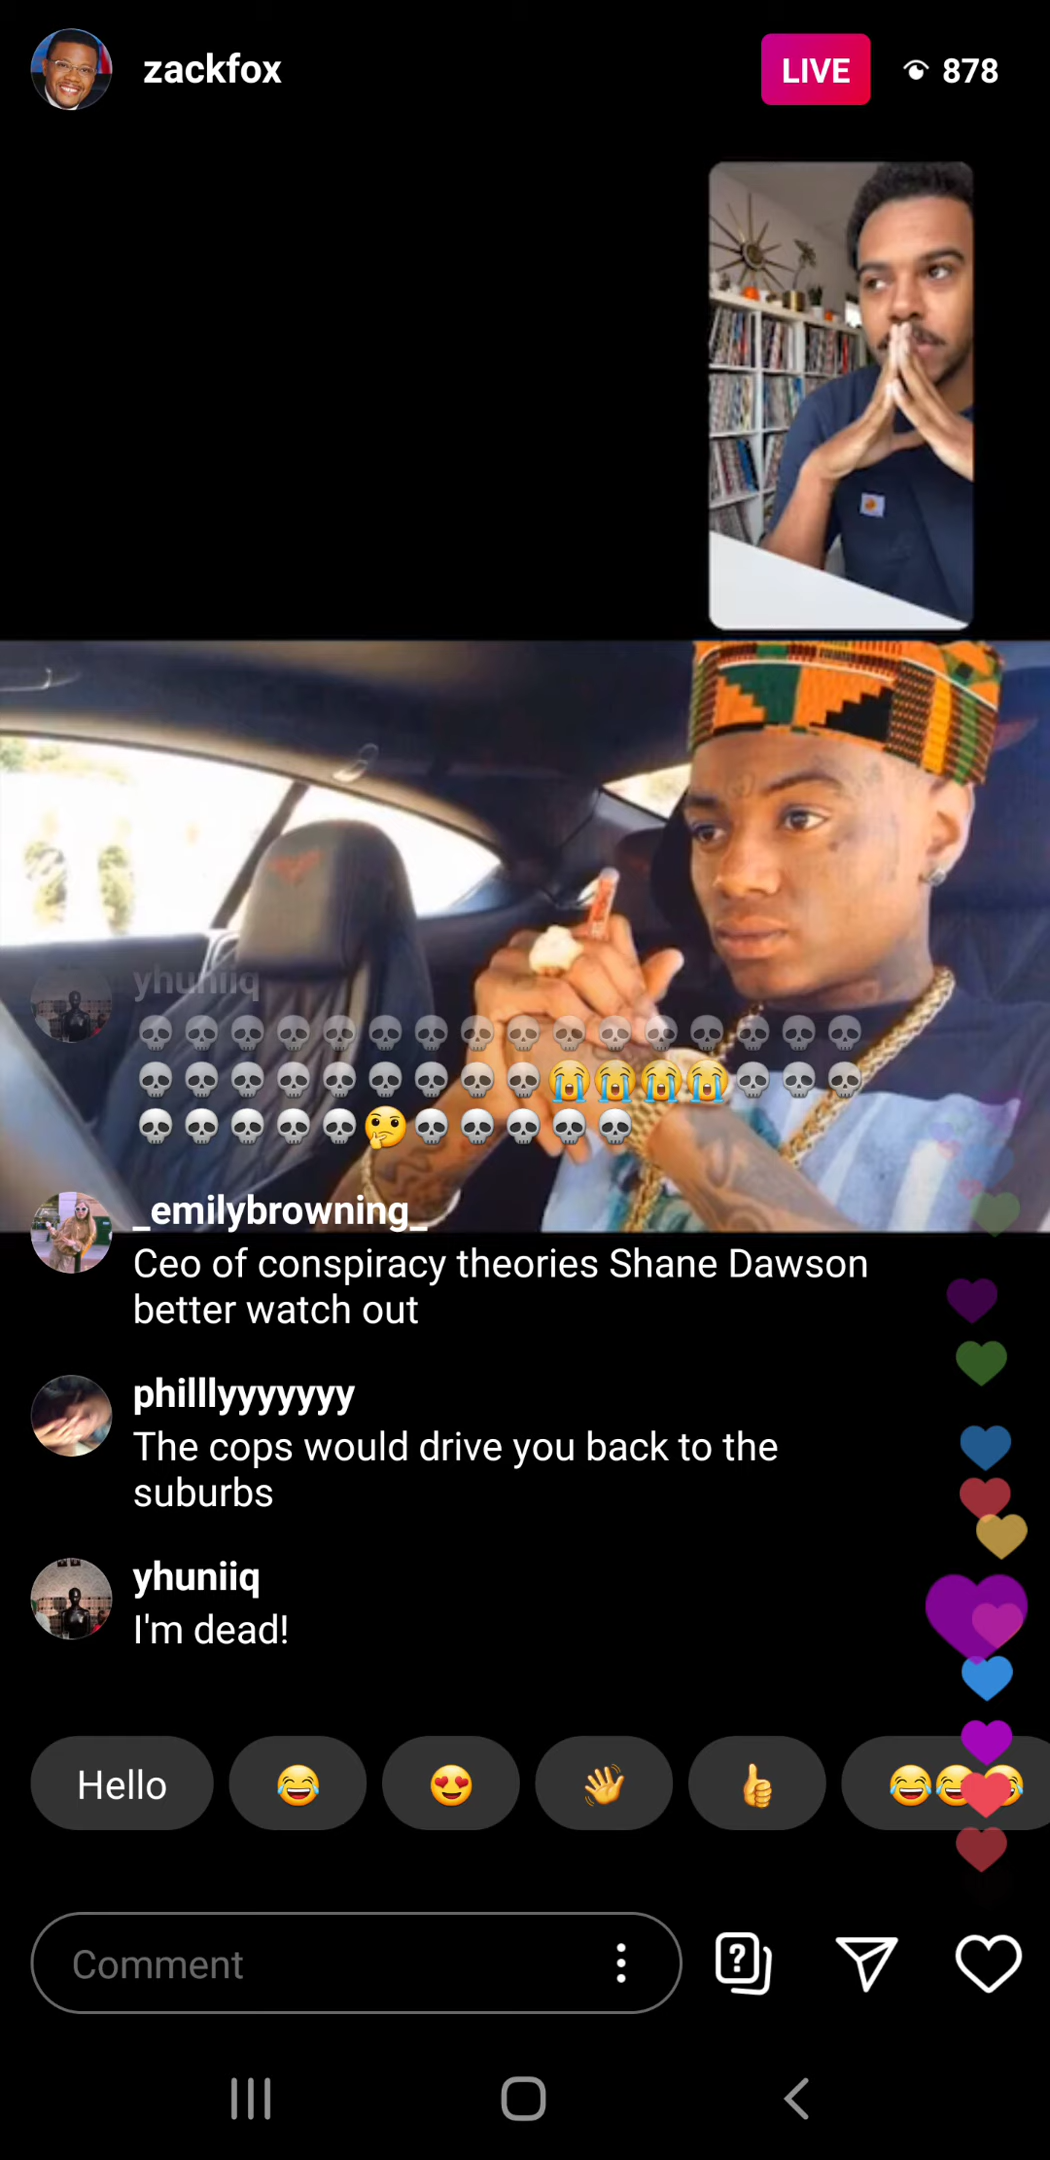 zackfox
LIVE
878
yhuniiq
💀💀💀💀💀💀💀💀💀💀💀💀💀💀💀💀
💀💀💀💀💀💀💀💀💀😭😭😭😭💀💀💀
💀💀💀💀💀🤔💀💀💀💀💀
_emilybrowning_
Ceo of conspiracy theories Shane Dawson
better watch out
philllyyyyyyy
The cops would drive you back to the
suburbs
yhuniiq
I'm dead!
Hello 😂 😍 👋 👍 😂😂😂
Comment